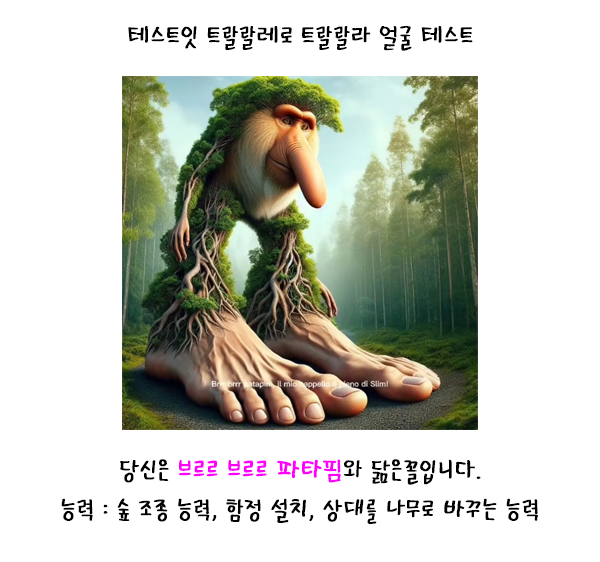 테스트잇 트랄랄레로 트랄랄라 얼굴 테스트
Brr brrr patapim, il mio cappello è pieno di Slim!
당신은 브르르 브르르 파타핌와 닮은꼴입니다.
능력 : 숲 조종 능력, 함정 설치, 상대를 나무로 바꾸는 능력